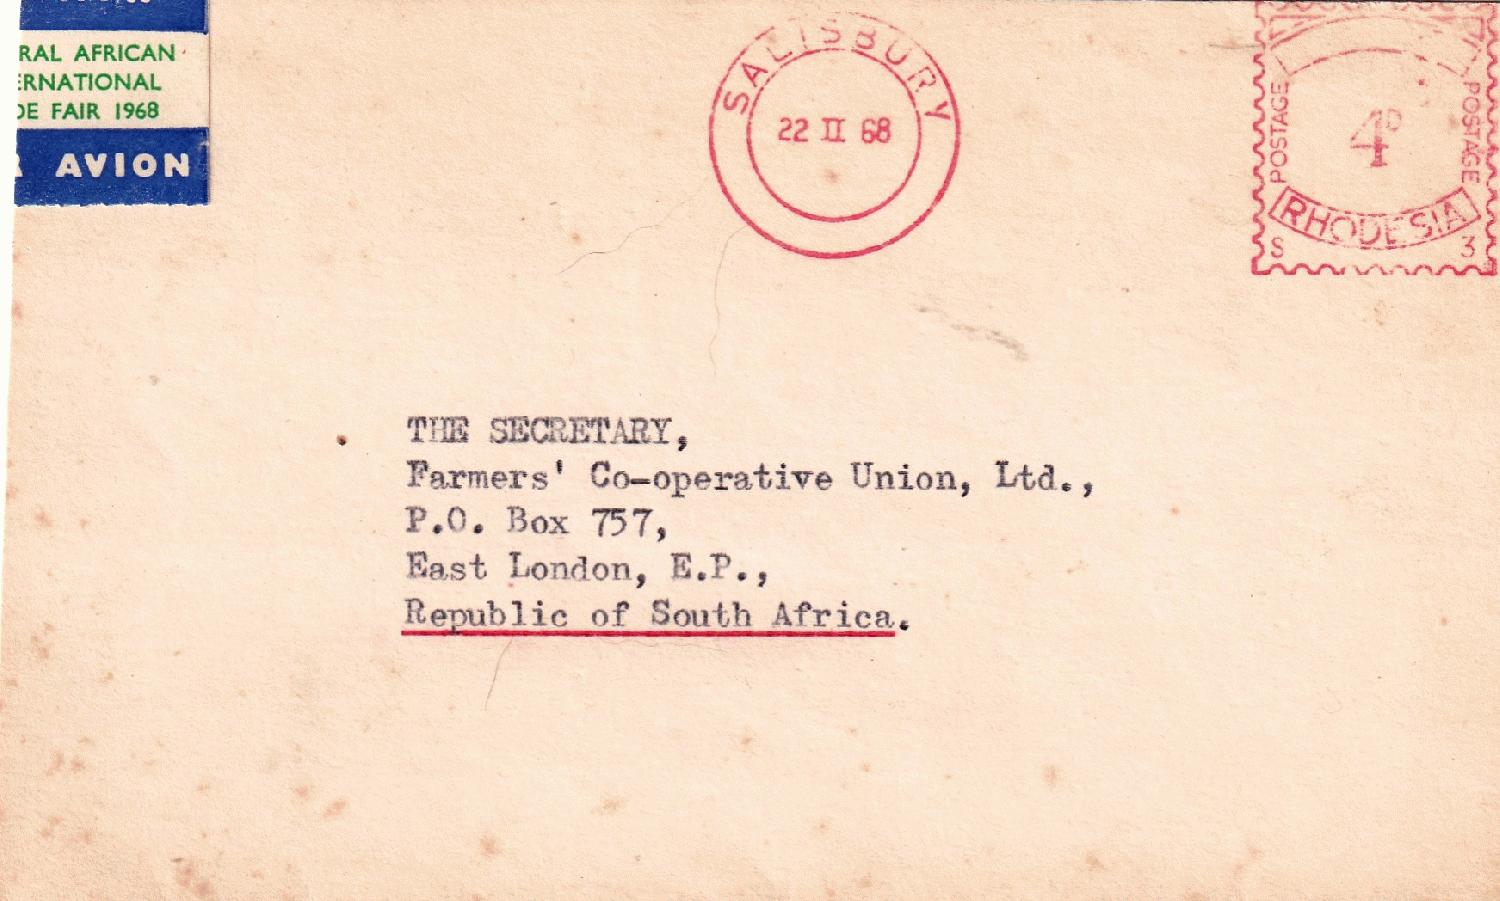 RAL AFRICAN
ERNATIONAL
DE FAIR 1968
AVION
SALISBURY
22 II 68
POSTAGE
4D
POSTAGE
RHODESIA
S 3
THE SECRETARY,
Farmers' Co-operative Union, Ltd.,
P.O. Box 757,
East London, E.P.,
Republic of South Africa.